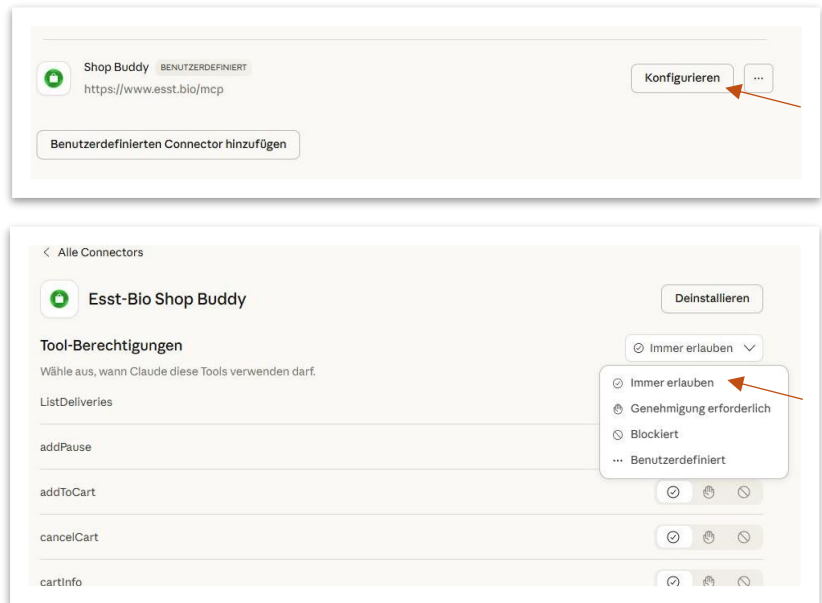 Shop Buddy BENUTZERDEFINIERT
https://www.esst.bio/mcp
Konfigurieren
...
Benutzerdefinierten Connector hinzufügen
< Alle Connectors
Esst-Bio Shop Buddy
Deinstallieren
Tool-Berechtigungen
Immer erlauben
Wähle aus, wann Claude diese Tools verwenden darf.
Immer erlauben
Genehmigung erforderlich
Blockiert
... Benutzerdefiniert
ListDeliveries
addPause
addToCart
cancelCart
cartInfo